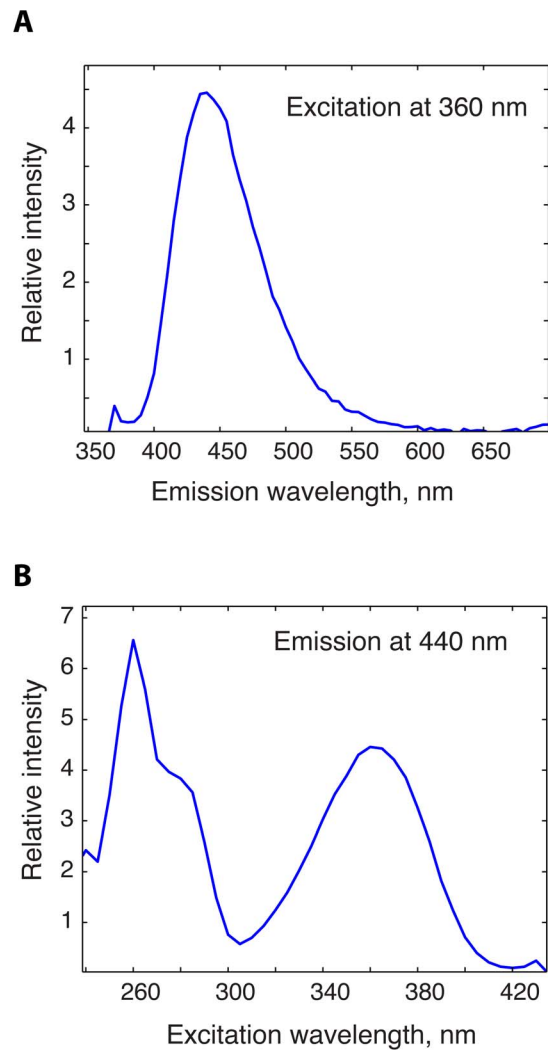 A
Excitation at 360 nm
Relative intensity
4
3
2
1
350 400 450 500 550 600 650
Emission wavelength, nm
B
Emission at 440 nm
Relative intensity
7
6
5
4
3
2
1
260 300 340 380 420
Excitation wavelength, nm